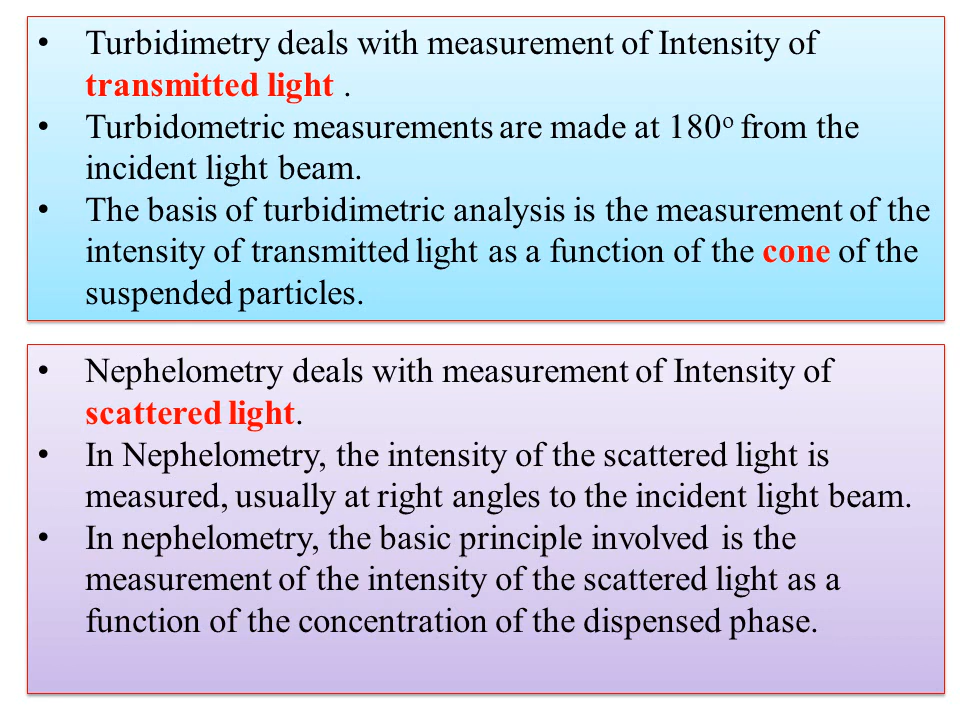 • Turbidimetry deals with measurement of Intensity of
transmitted light .
• Turbidometric measurements are made at 180º from the
incident light beam.
• The basis of turbidimetric analysis is the measurement of the
intensity of transmitted light as a function of the cone of the
suspended particles.
• Nephelometry deals with measurement of Intensity of
scattered light.
• In Nephelometry, the intensity of the scattered light is
measured, usually at right angles to the incident light beam.
• In nephelometry, the basic principle involved is the
measurement of the intensity of the scattered light as a
function of the concentration of the dispensed phase.